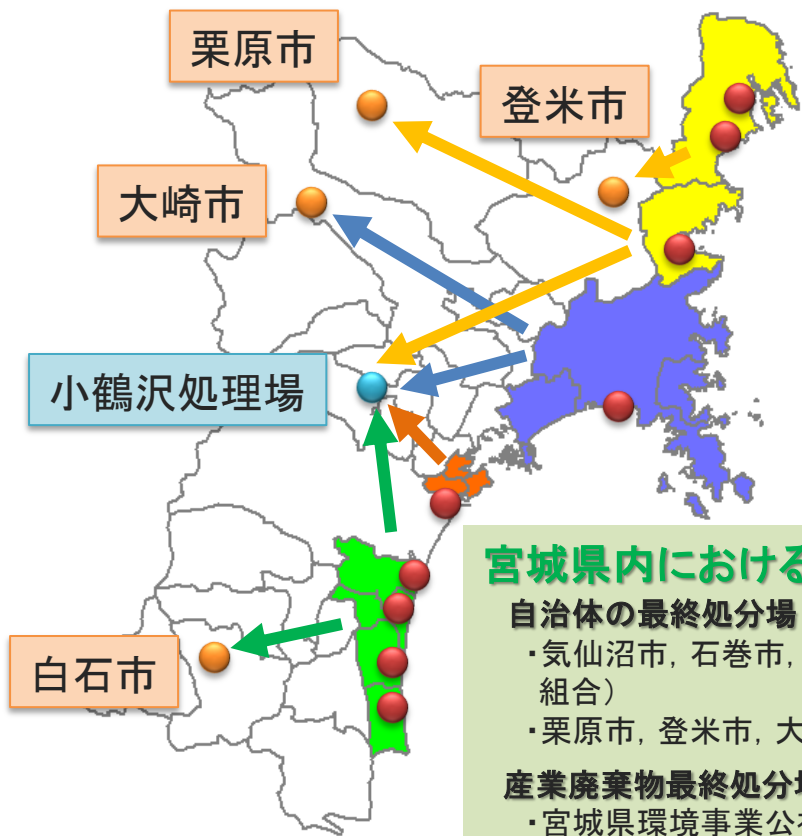 栗原市
登米市
大崎市
小鶴沢処理場
白石市
宮城県内における
自治体の最終処分場
・気仙沼市, 石巻市,
組合）
・栗原市, 登米市, 大
産業廃棄物最終処分場
・宮城県環境事業公